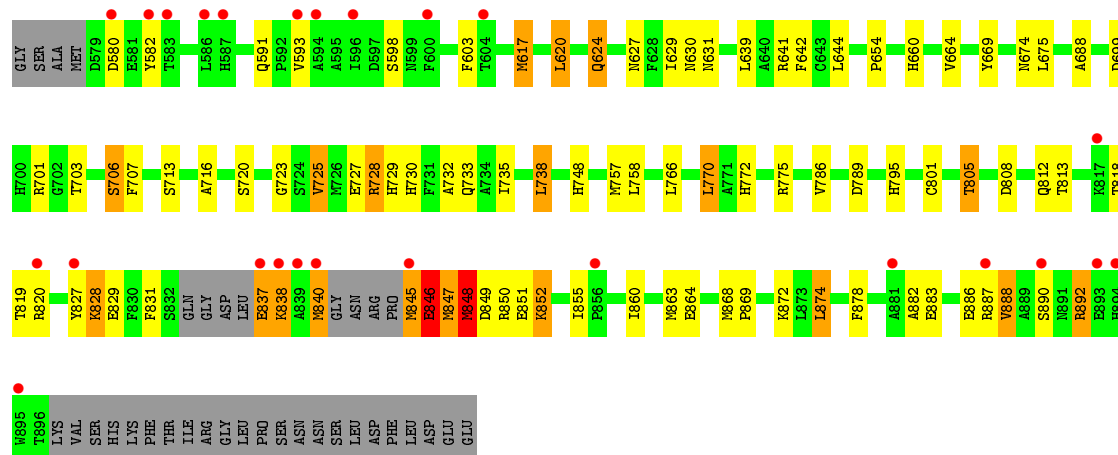 GLY SER ALA MET D579 D580 E581 Y582 T583 L586 H587 Q591 P592 V593 A594 A595 I596 D597 S598 N599 F600 F603 T604 M617 L620 Q624 N627 F628 I629 N630 N631 L639 A640 R641 F642 C643 L644 P654 H660 V664 Y669 N674 L675 A688 D699
H700 R701 G702 T703 S706 F707 S713 A716 S720 G723 S724 V725 M726 E727 R728 H729 H730 F731 A732 Q733 A734 I735 L738 H748 M757 L758 L766 L770 A771 H772 R775 V786 D789 H795 C801 T805 D808 Q812 T813 K817 T818
T819 R820 Y827 K828 E829 F830 F831 S832 GLN GLY ASP LEU E837 K838 A839 M840 GLY ASN ARG PRO M845 E846 M847 M848 D849 R850 E851 K852 I855 P856 I860 M863 E864 M868 P869 K872 L873 L874 F878 A881 A882 E883 E886 R887 V888 A889 S890 N891 R892 E893 H894
W895 T896 LYS VAL SER HIS LYS PHE THR ILE ARG GLY LEU PRO SER ASN ASN SER LEU ASP PHE LEU ASP GLU GLU